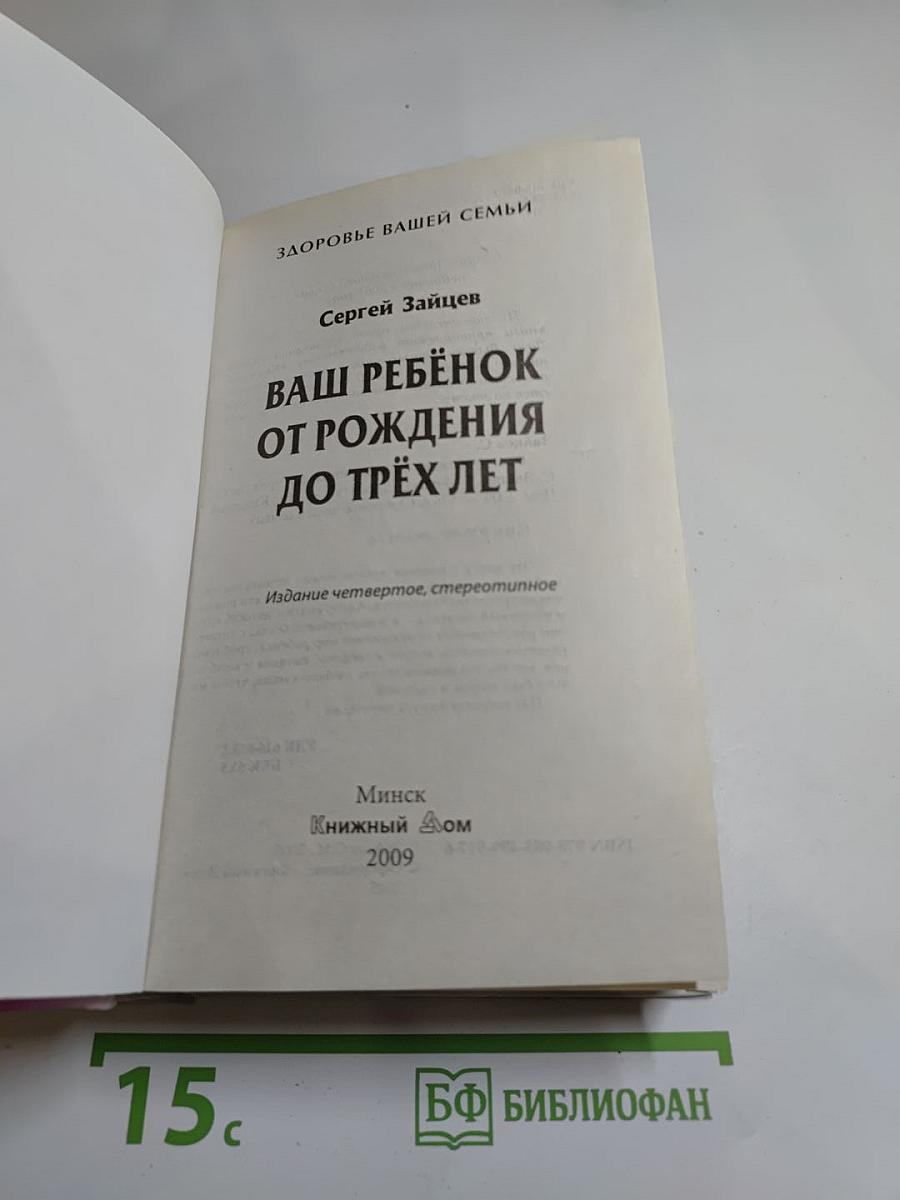 ЗДОРОВЬЕ ВАШЕЙ СЕМЬИ
Сергей Зайцев
ВАШ РЕБЁНОК
ОТ РОЖДЕНИЯ
ДО ТРЁХ ЛЕТ
Издание четвертое, стереотипное
Минск
Книжный Дом
2009
15 с
БФ БИБЛИОФАН